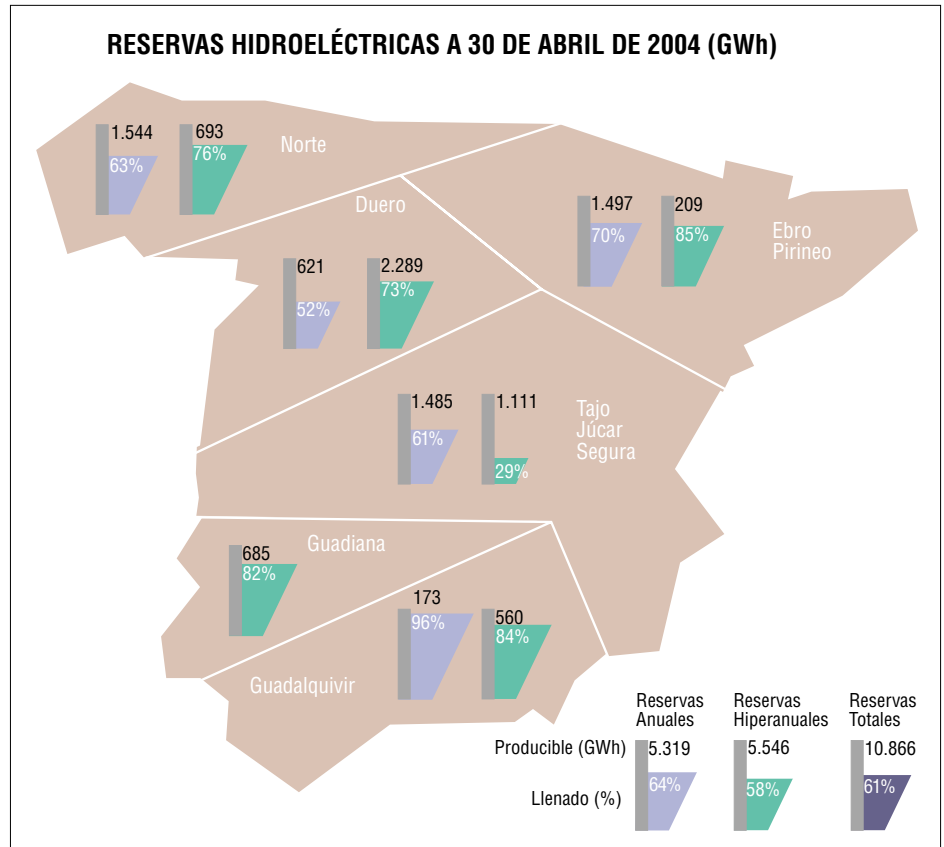 RESERVAS HIDROELÉCTRICAS A 30 DE ABRIL DE 2004 (GWh)
1.544
693
63%
76%
Norte
Duero
1.497
209
70%
85%
Ebro
Pirineo
621
2.289
52%
73%
1.485
1.111
61%
29%
Tajo
Júcar
Segura
Guadiana
685
82%
173
96%
560
84%
Guadalquivir
Reservas
Anuales
Reservas
Hiperanuales
Reservas
Totales
Producible (GWh)
5.319
5.546
10.866
Llenado (%)
64%
58%
61%